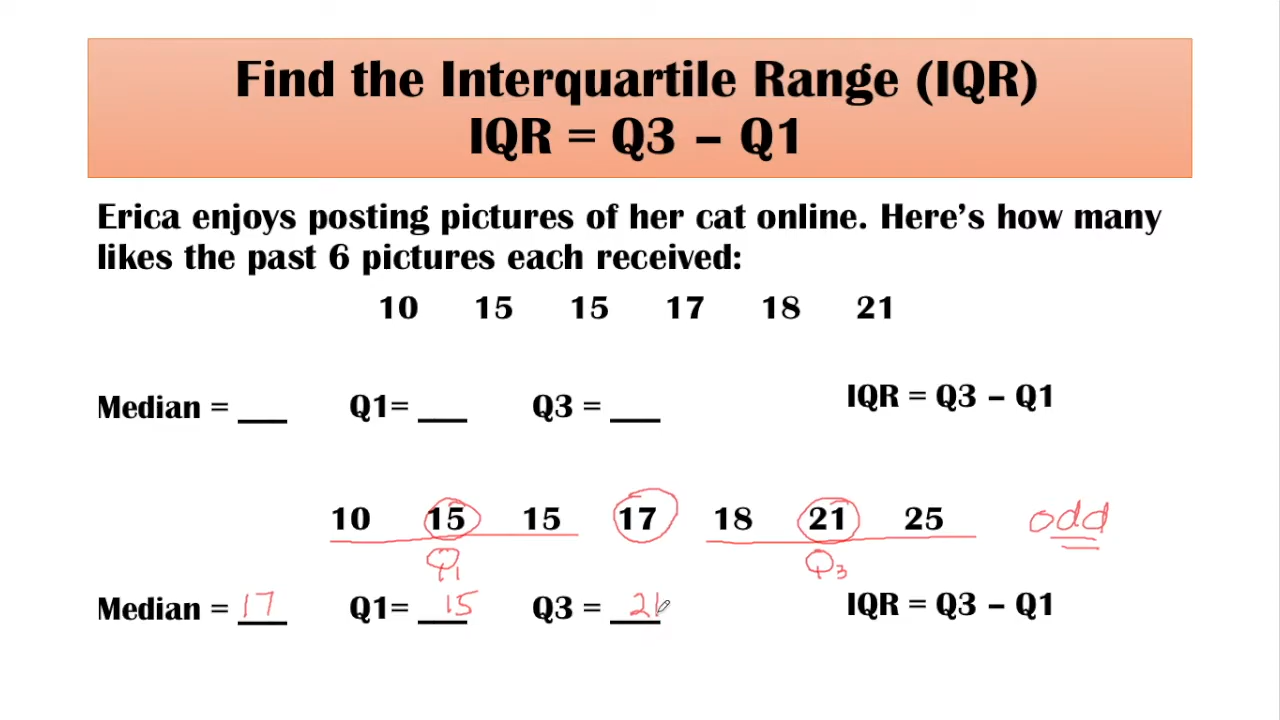 Find the Interquartile Range (IQR)
IQR = Q3 – Q1
Erica enjoys posting pictures of her cat online. Here's how many
likes the past 6 pictures each received:
10 15 15 17 18 21
Median = ___ Q1= ___ Q3 = ___ IQR = Q3 – Q1
10 15 15 17 18 21 25 odd
Q1 Q3
Median = 17 Q1= 15 Q3 = 21 IQR = Q3 – Q1